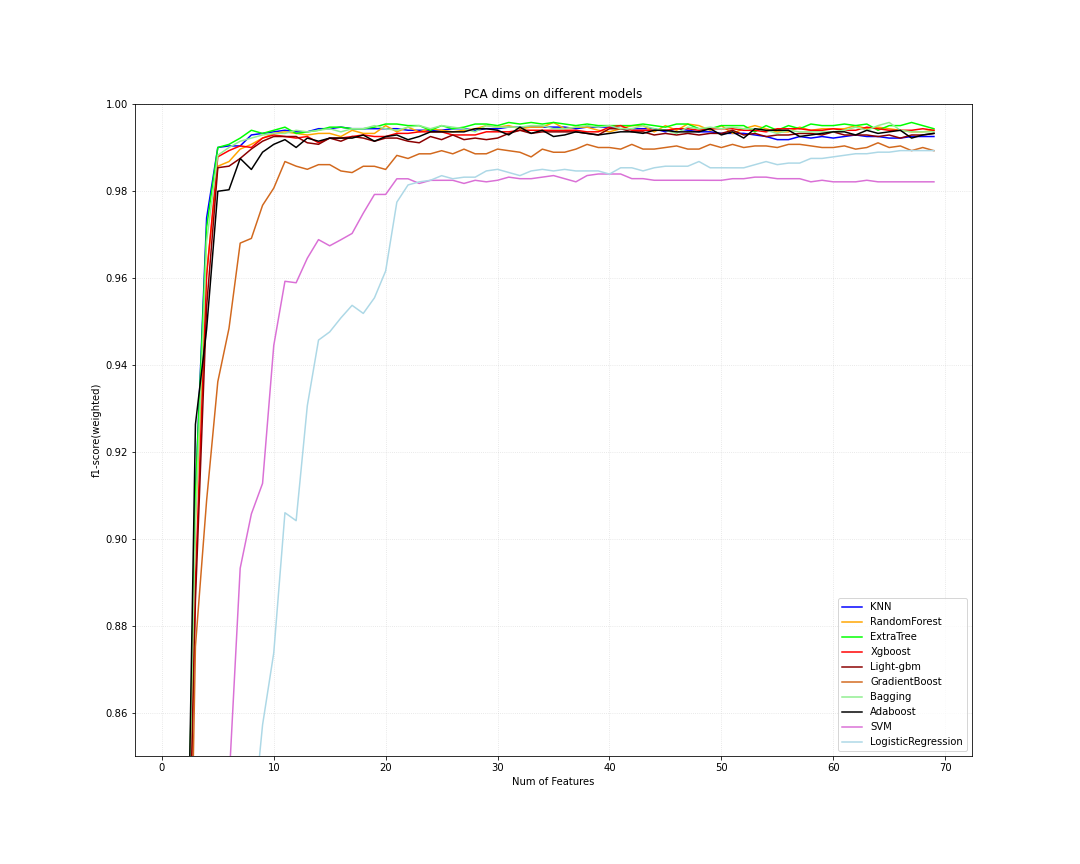 PCA dims on different models
1.00
0.98
0.96
0.94
0.92
0.90
0.88
0.86
f1-score(weighted)
KNN
RandomForest
ExtraTree
Xgboost
Light-gbm
GradientBoost
Bagging
Adaboost
SVM
LogisticRegression
0 10 20 30 40 50 60 70
Num of Features